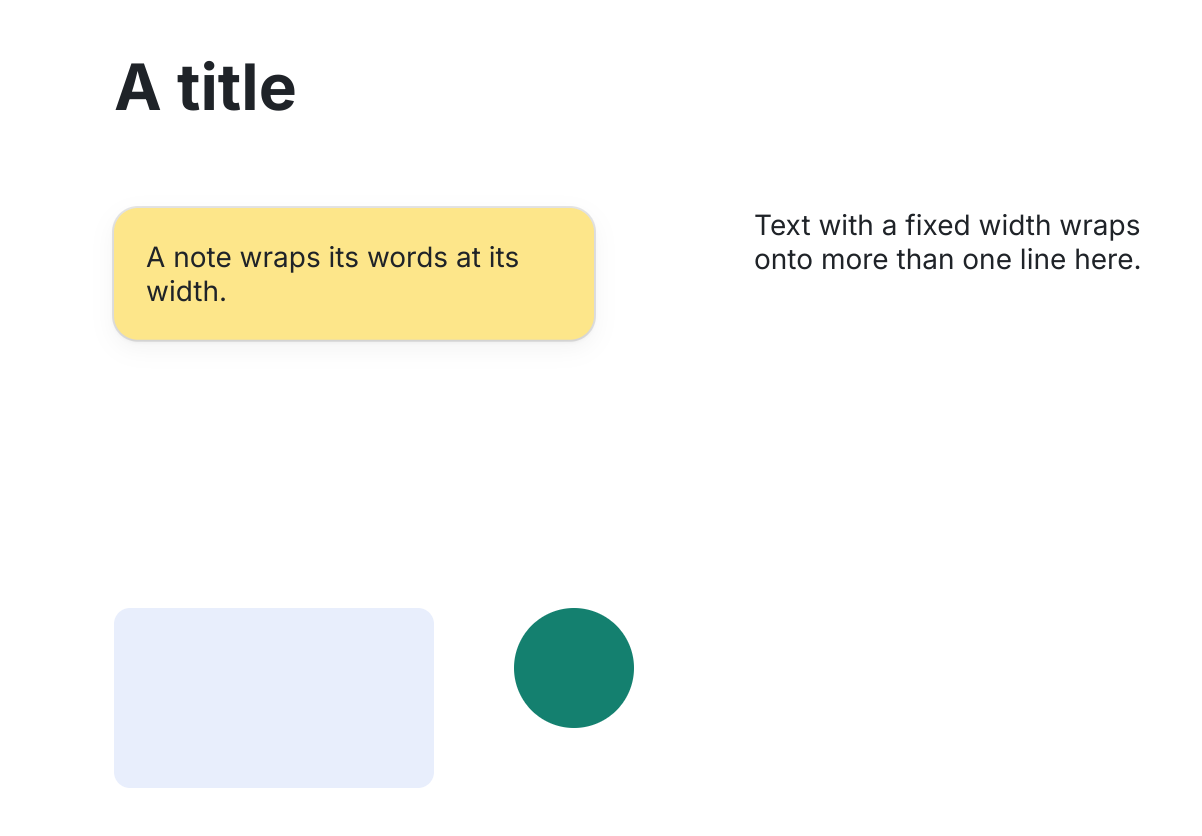 A title
A note wraps its words at its
width.
Text with a fixed width wraps
onto more than one line here.